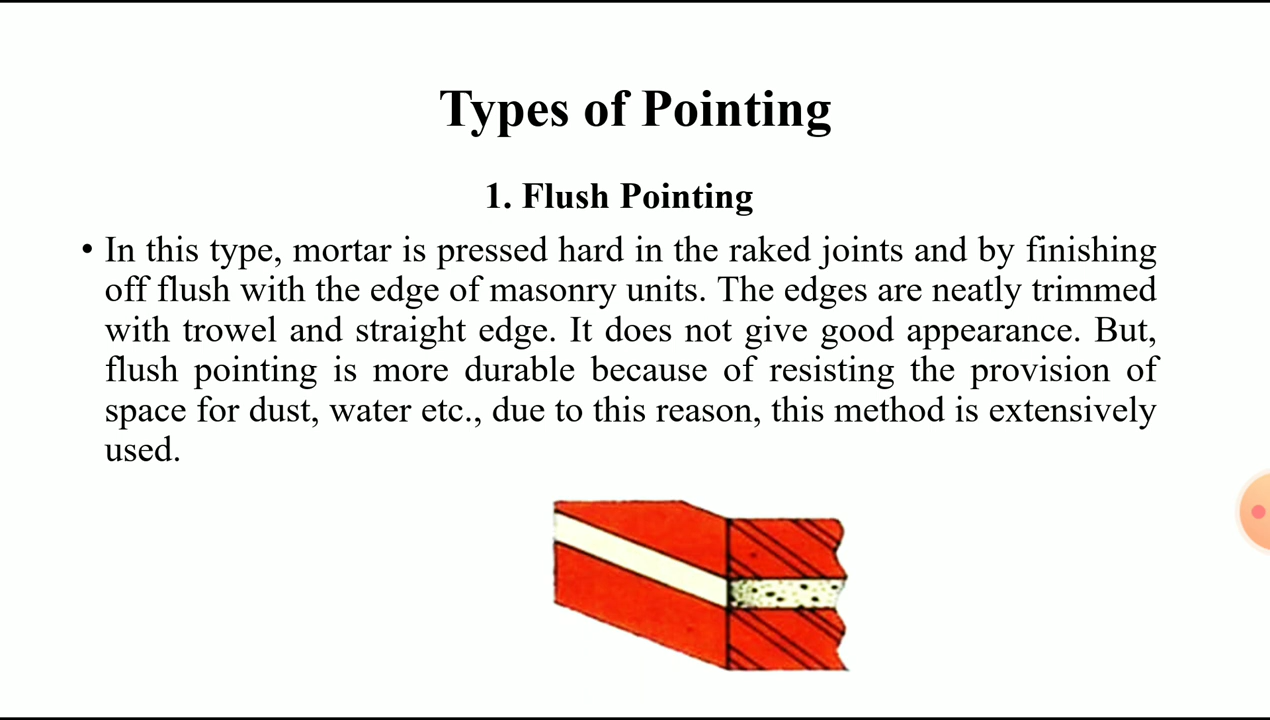 Types of Pointing
1. Flush Pointing
• In this type, mortar is pressed hard in the raked joints and by finishing
off flush with the edge of masonry units. The edges are neatly trimmed
with trowel and straight edge. It does not give good appearance. But,
flush pointing is more durable because of resisting the provision of
space for dust, water etc., due to this reason, this method is extensively
used.